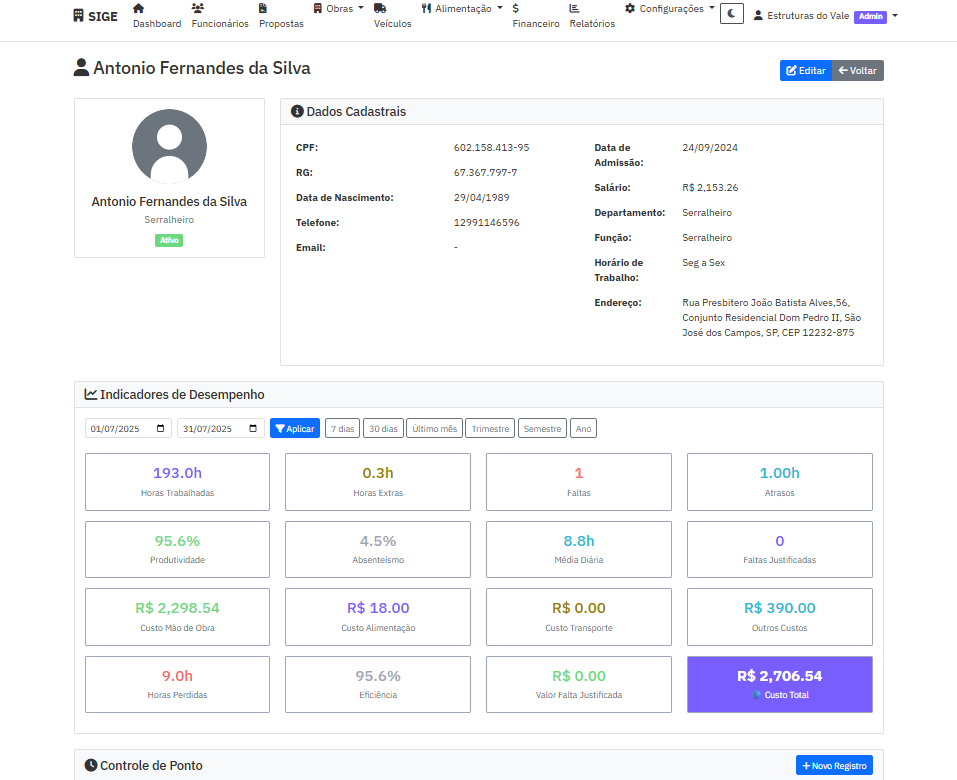 SIGE
Dashboard
Funcionários
Propostas
Obras
Veículos
Alimentação
Financeiro
Relatórios
Configurações
Estruturas do Vale Admin
Antonio Fernandes da Silva
Editar
Voltar
Antonio Fernandes da Silva
Serralheiro
Ativo
Dados Cadastrais
CPF: 602.158.413-95
RG: 67.367.797-7
Data de Nascimento: 29/04/1989
Telefone: 12991146596
Email: -
Data de Admissão: 24/09/2024
Salário: R$ 2,153.26
Departamento: Serralheiro
Função: Serralheiro
Horário de Trabalho: Seg a Sex
Endereço: Rua Presbitero João Batista Alves,56,
Conjunto Residencial Dom Pedro II, São
José dos Campos, SP, CEP 12232-875
Indicadores de Desempenho
01/07/2025
31/07/2025
Aplicar
7 dias
30 dias
Último mês
Trimestre
Semestre
Ano
193.0h
Horas Trabalhadas
0.3h
Horas Extras
1
Faltas
1.00h
Atrasos
95.6%
Produtividade
4.5%
Absenteísmo
8.8h
Média Diária
0
Faltas Justificadas
R$ 2,298.54
Custo Mão de Obra
R$ 18.00
Custo Alimentação
R$ 0.00
Custo Transporte
R$ 390.00
Outros Custos
9.0h
Horas Perdidas
95.6%
Eficiência
R$ 0.00
Valor Falta Justificada
R$ 2,706.54
Custo Total
Controle de Ponto
+ Novo Registro